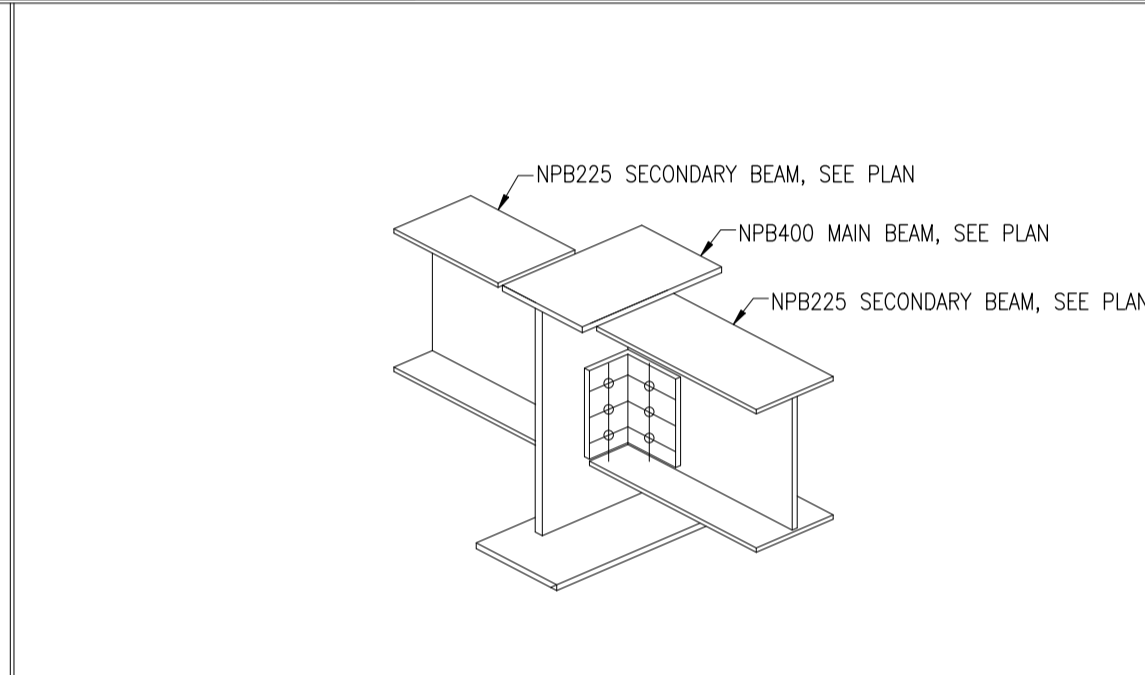 NPB225 SECONDARY BEAM, SEE PLAN
NPB400 MAIN BEAM, SEE PLAN
NPB225 SECONDARY BEAM, SEE PLAN